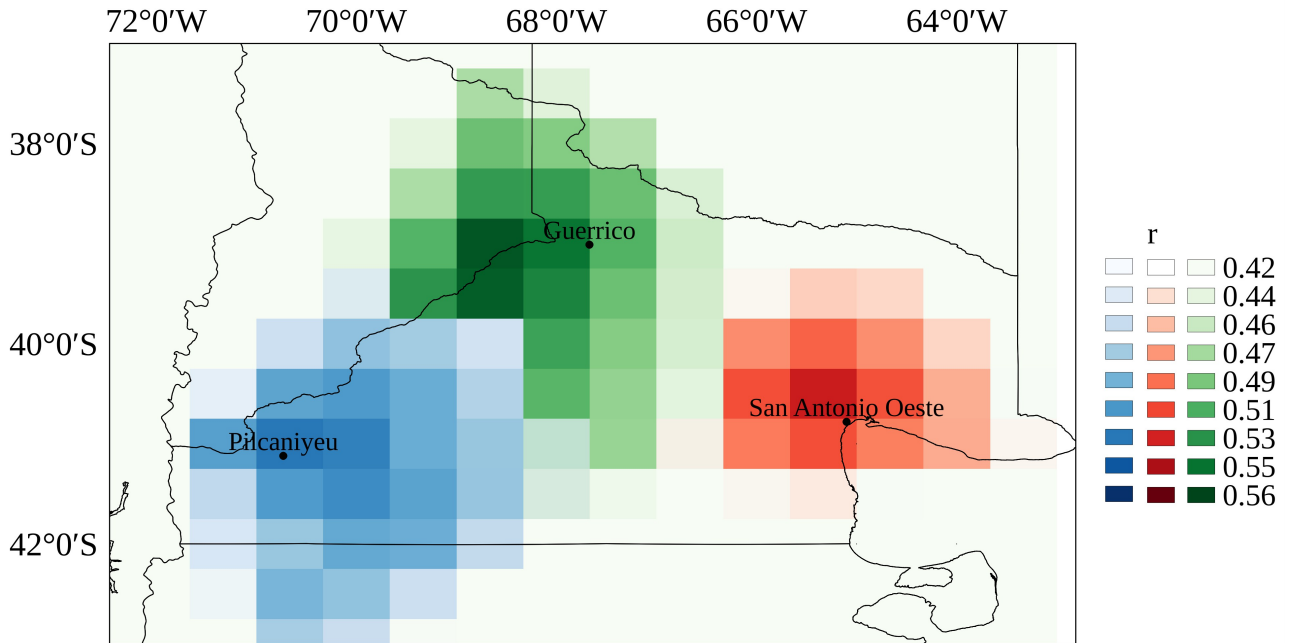 72°0′W 70°0′W 68°0′W 66°0′W 64°0′W
38°0′S
Guerrico
r
0.42
0.44
0.46
40°0′S
0.47
0.49
San Antonio Oeste
0.51
Pilcaniyeu
0.53
0.55
0.56
42°0′S